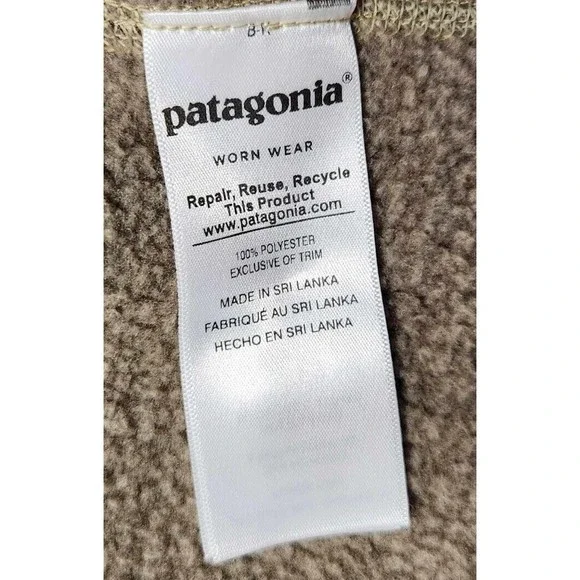 patagonia®
WORN WEAR
Repair, Reuse, Recycle
This Product
www.patagonia.com
100% POLYESTER
EXCLUSIVE OF TRIM
MADE IN SRI LANKA
FABRIQUÉ AU SRI LANKA
HECHO EN SRI LANKA